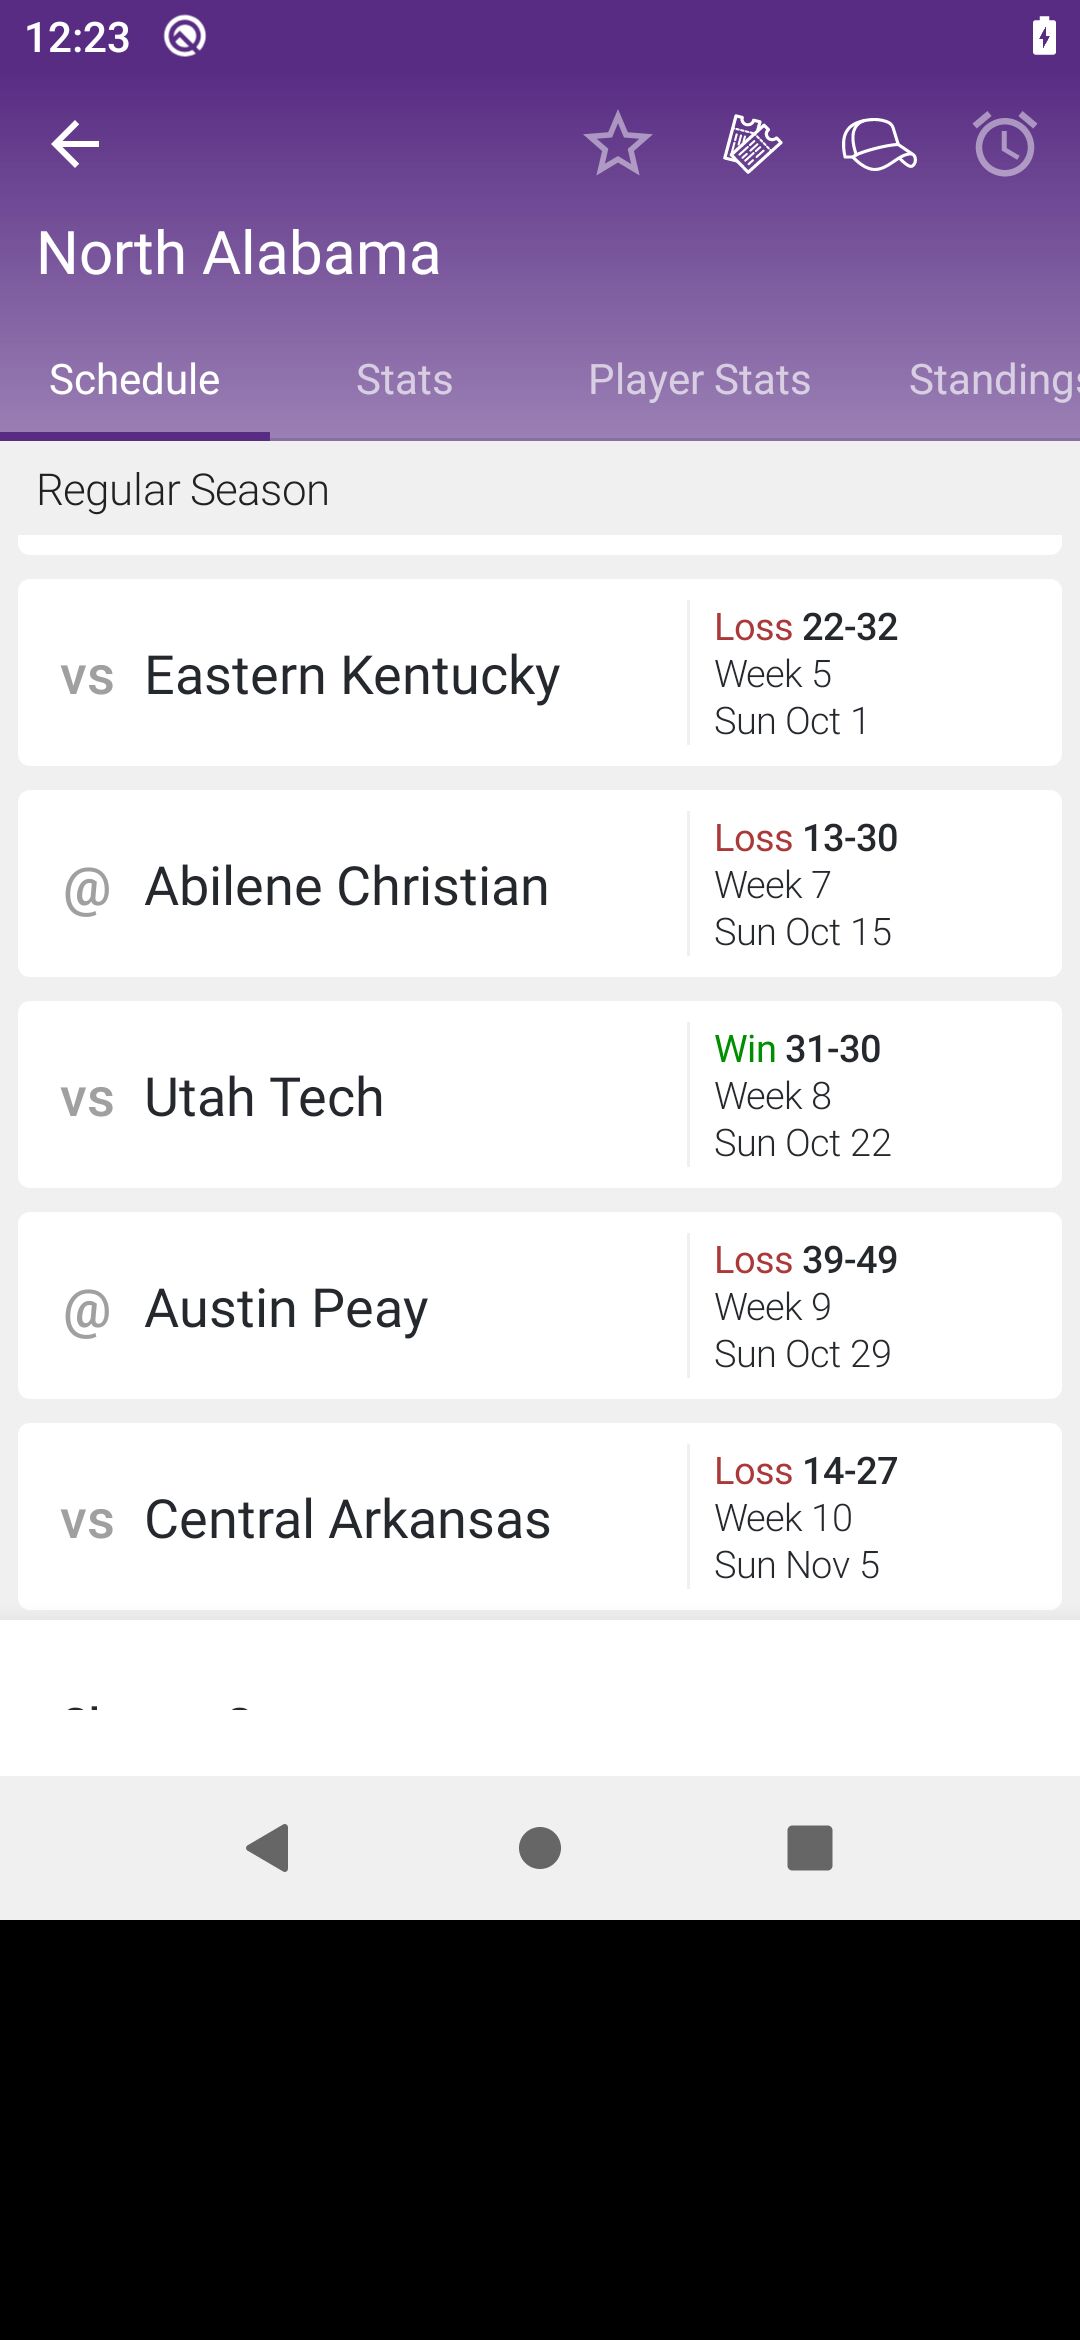 12:23
North Alabama
Schedule
Stats
Player Stats
Standings
Regular Season
vs Eastern Kentucky
Loss 22-32
Week 5
Sun Oct 1
@ Abilene Christian
Loss 13-30
Week 7
Sun Oct 15
vs Utah Tech
Win 31-30
Week 8
Sun Oct 22
@ Austin Peay
Loss 39-49
Week 9
Sun Oct 29
vs Central Arkansas
Loss 14-27
Week 10
Sun Nov 5